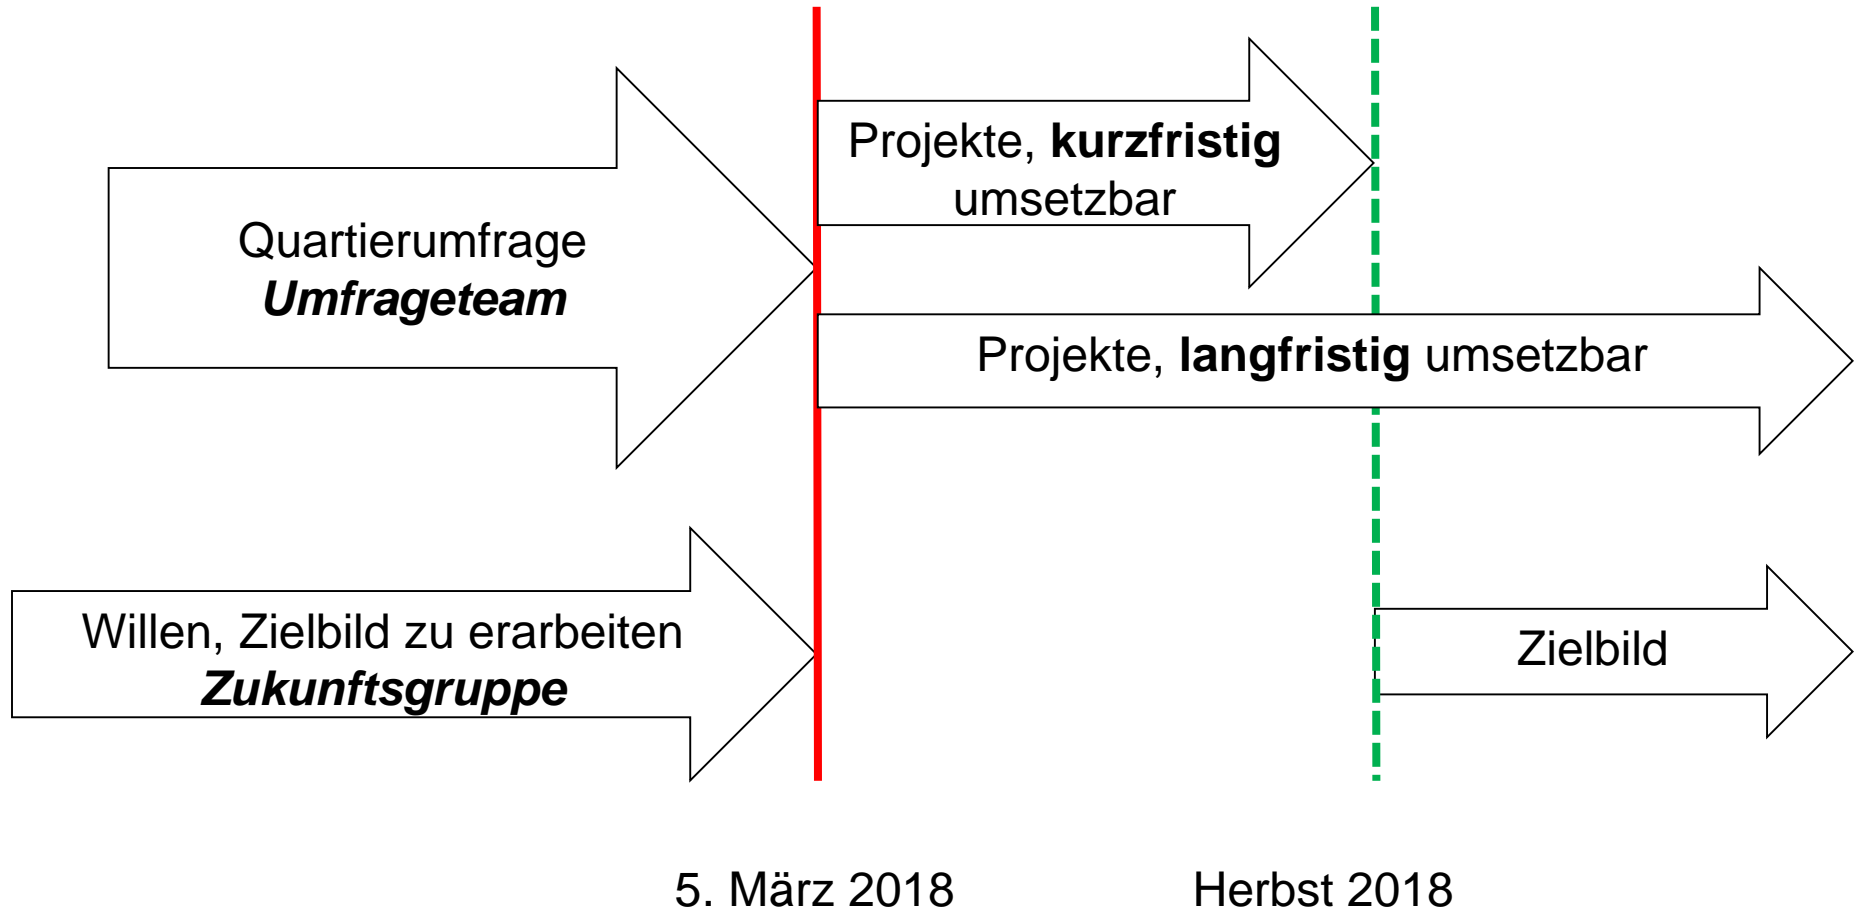 Quartierumfrage
Umfrageteam
Projekte, kurzfristig
umsetzbar
Projekte, langfristig umsetzbar
Willen, Zielbild zu erarbeiten
Zukunftsgruppe
Zielbild
5. März 2018
Herbst 2018